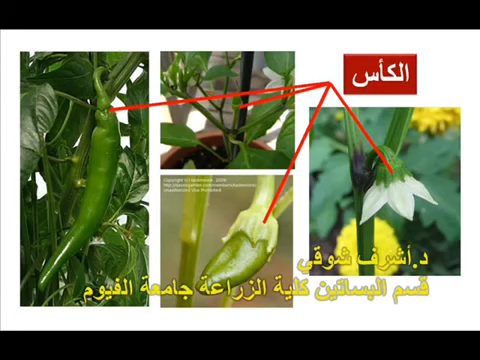 الكأس
د.أشرف شوقي
قسم البساتين كلية الزراعة جامعة الفيوم